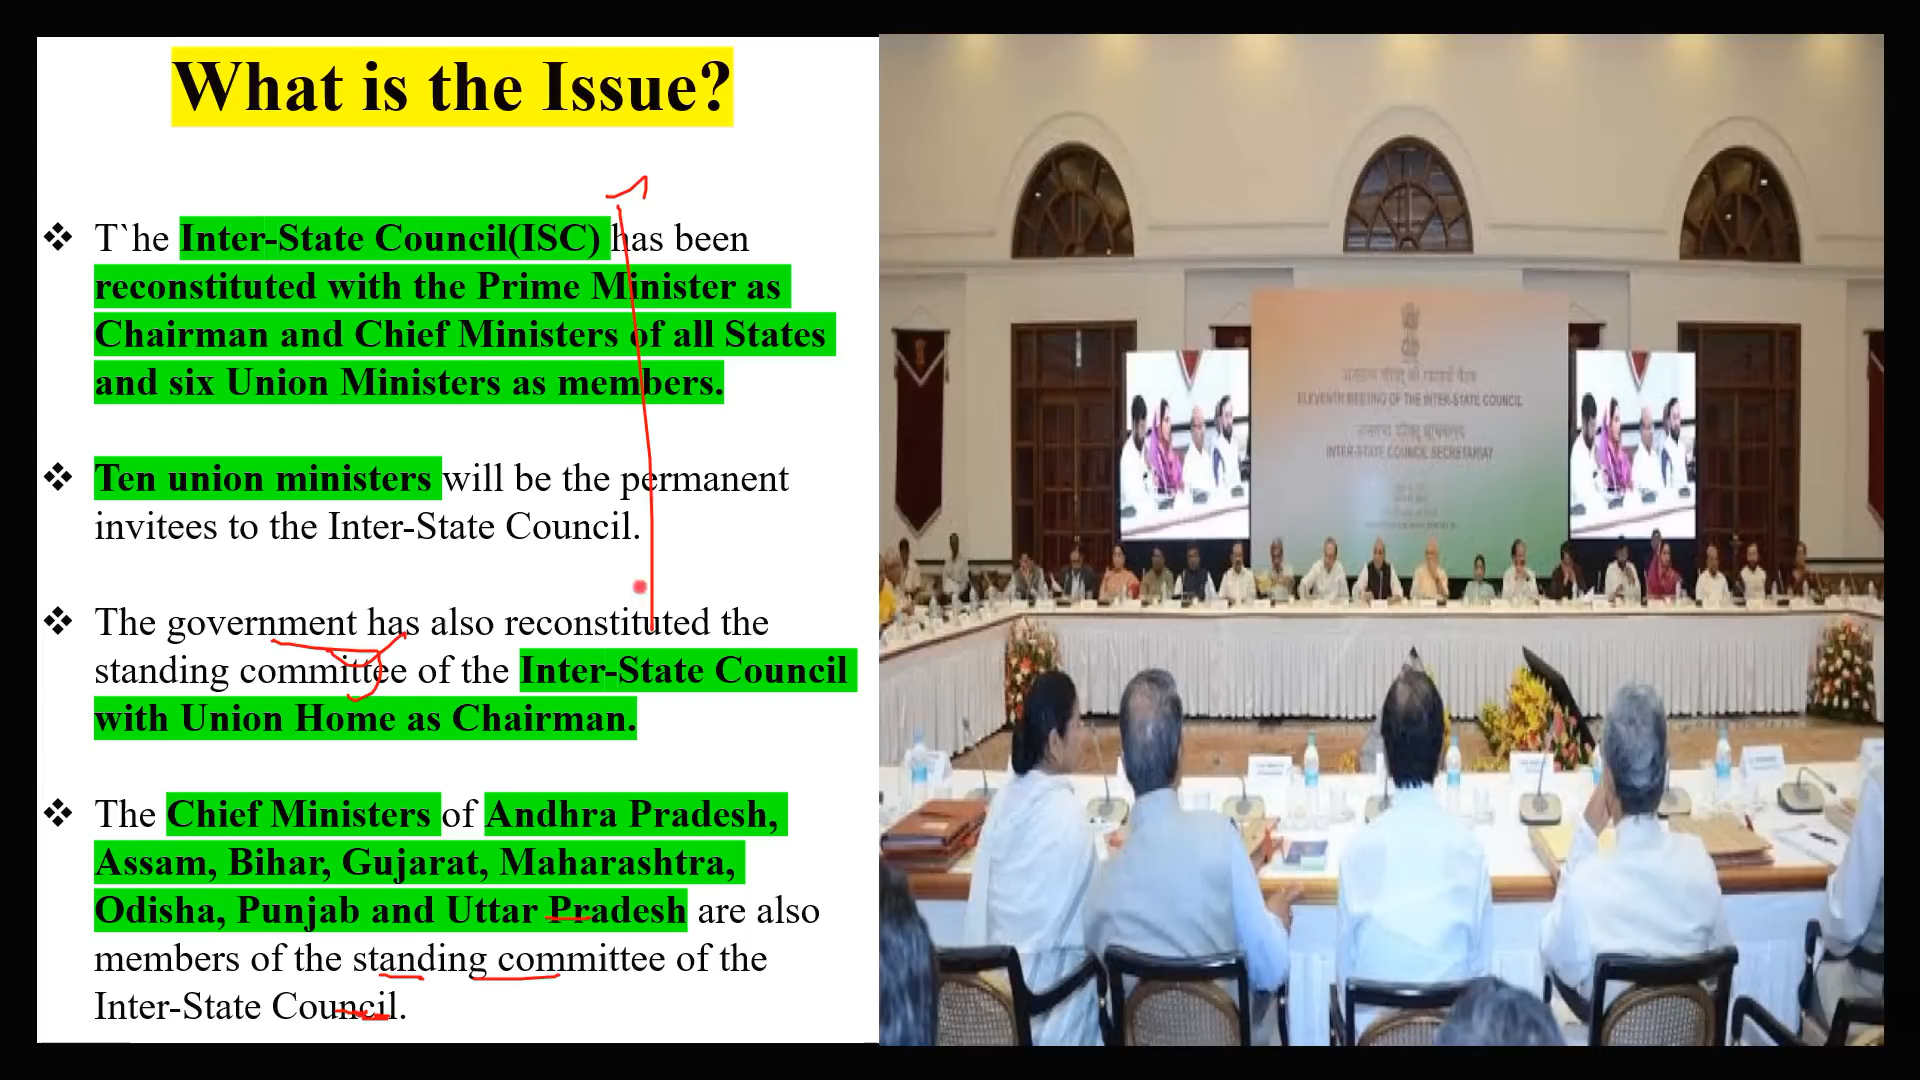 What is the Issue?
❖ T`he Inter-State Council(ISC) has been
reconstituted with the Prime Minister as
Chairman and Chief Ministers of all States
and six Union Ministers as members.
❖ Ten union ministers will be the permanent
invitees to the Inter-State Council.
❖ The government has also reconstituted the
standing committee of the Inter-State Council
with Union Home as Chairman.
❖ The Chief Ministers of Andhra Pradesh,
Assam, Bihar, Gujarat, Maharashtra,
Odisha, Punjab and Uttar Pradesh are also
members of the standing committee of the
Inter-State Council.
ELEVENTH MEETING OF THE INTER-STATE COUNCIL
INTER-STATE COUNCIL SECRETARIAT